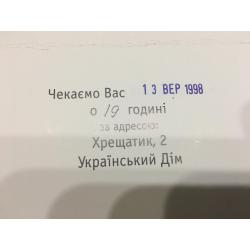 Чекаємо Вас 13 ВЕР 1998
о 19 годині
за адресою:
Хрещатик, 2
Український Дім